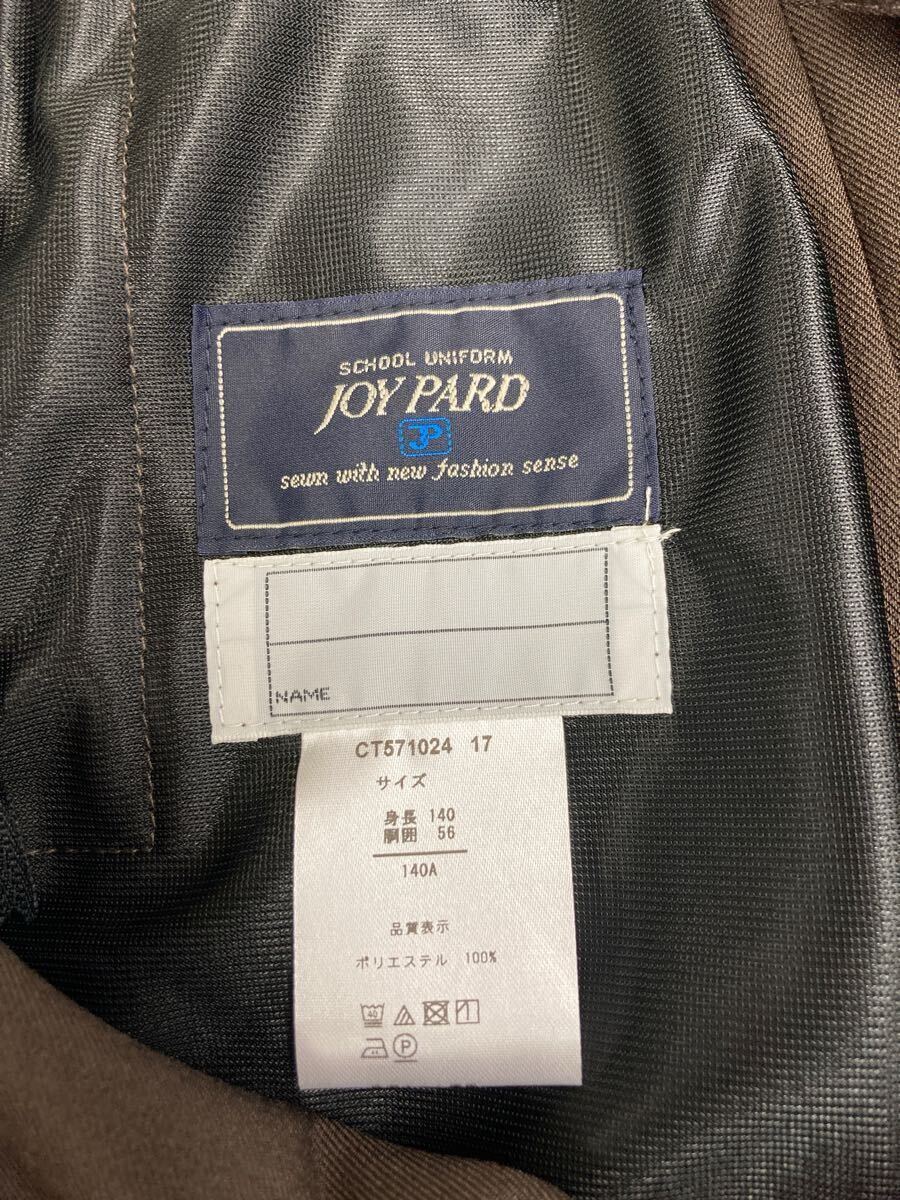 SCHOOL UNIFORM
JOY PARD
JP
sewn with new fashion sense
NAME
CT571024 17
サイズ
身長 140
胴囲 56
140A
品質表示
ポリエステル 100%
40
P